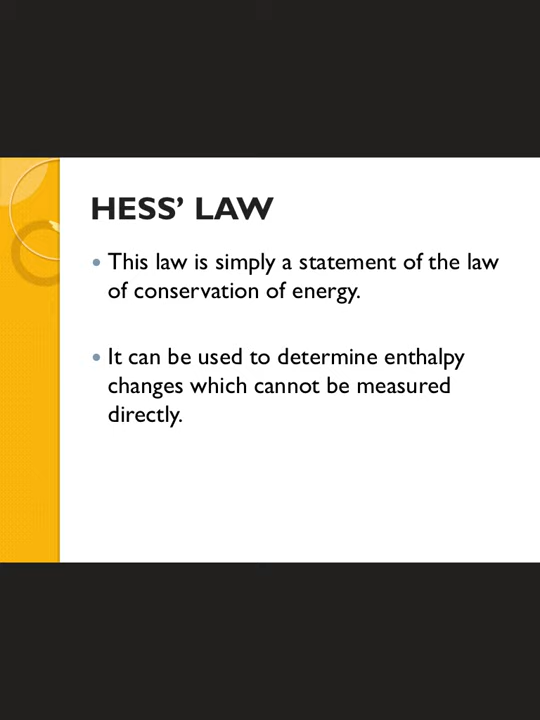 HESS’ LAW
• This law is simply a statement of the law
of conservation of energy.
• It can be used to determine enthalpy
changes which cannot be measured
directly.